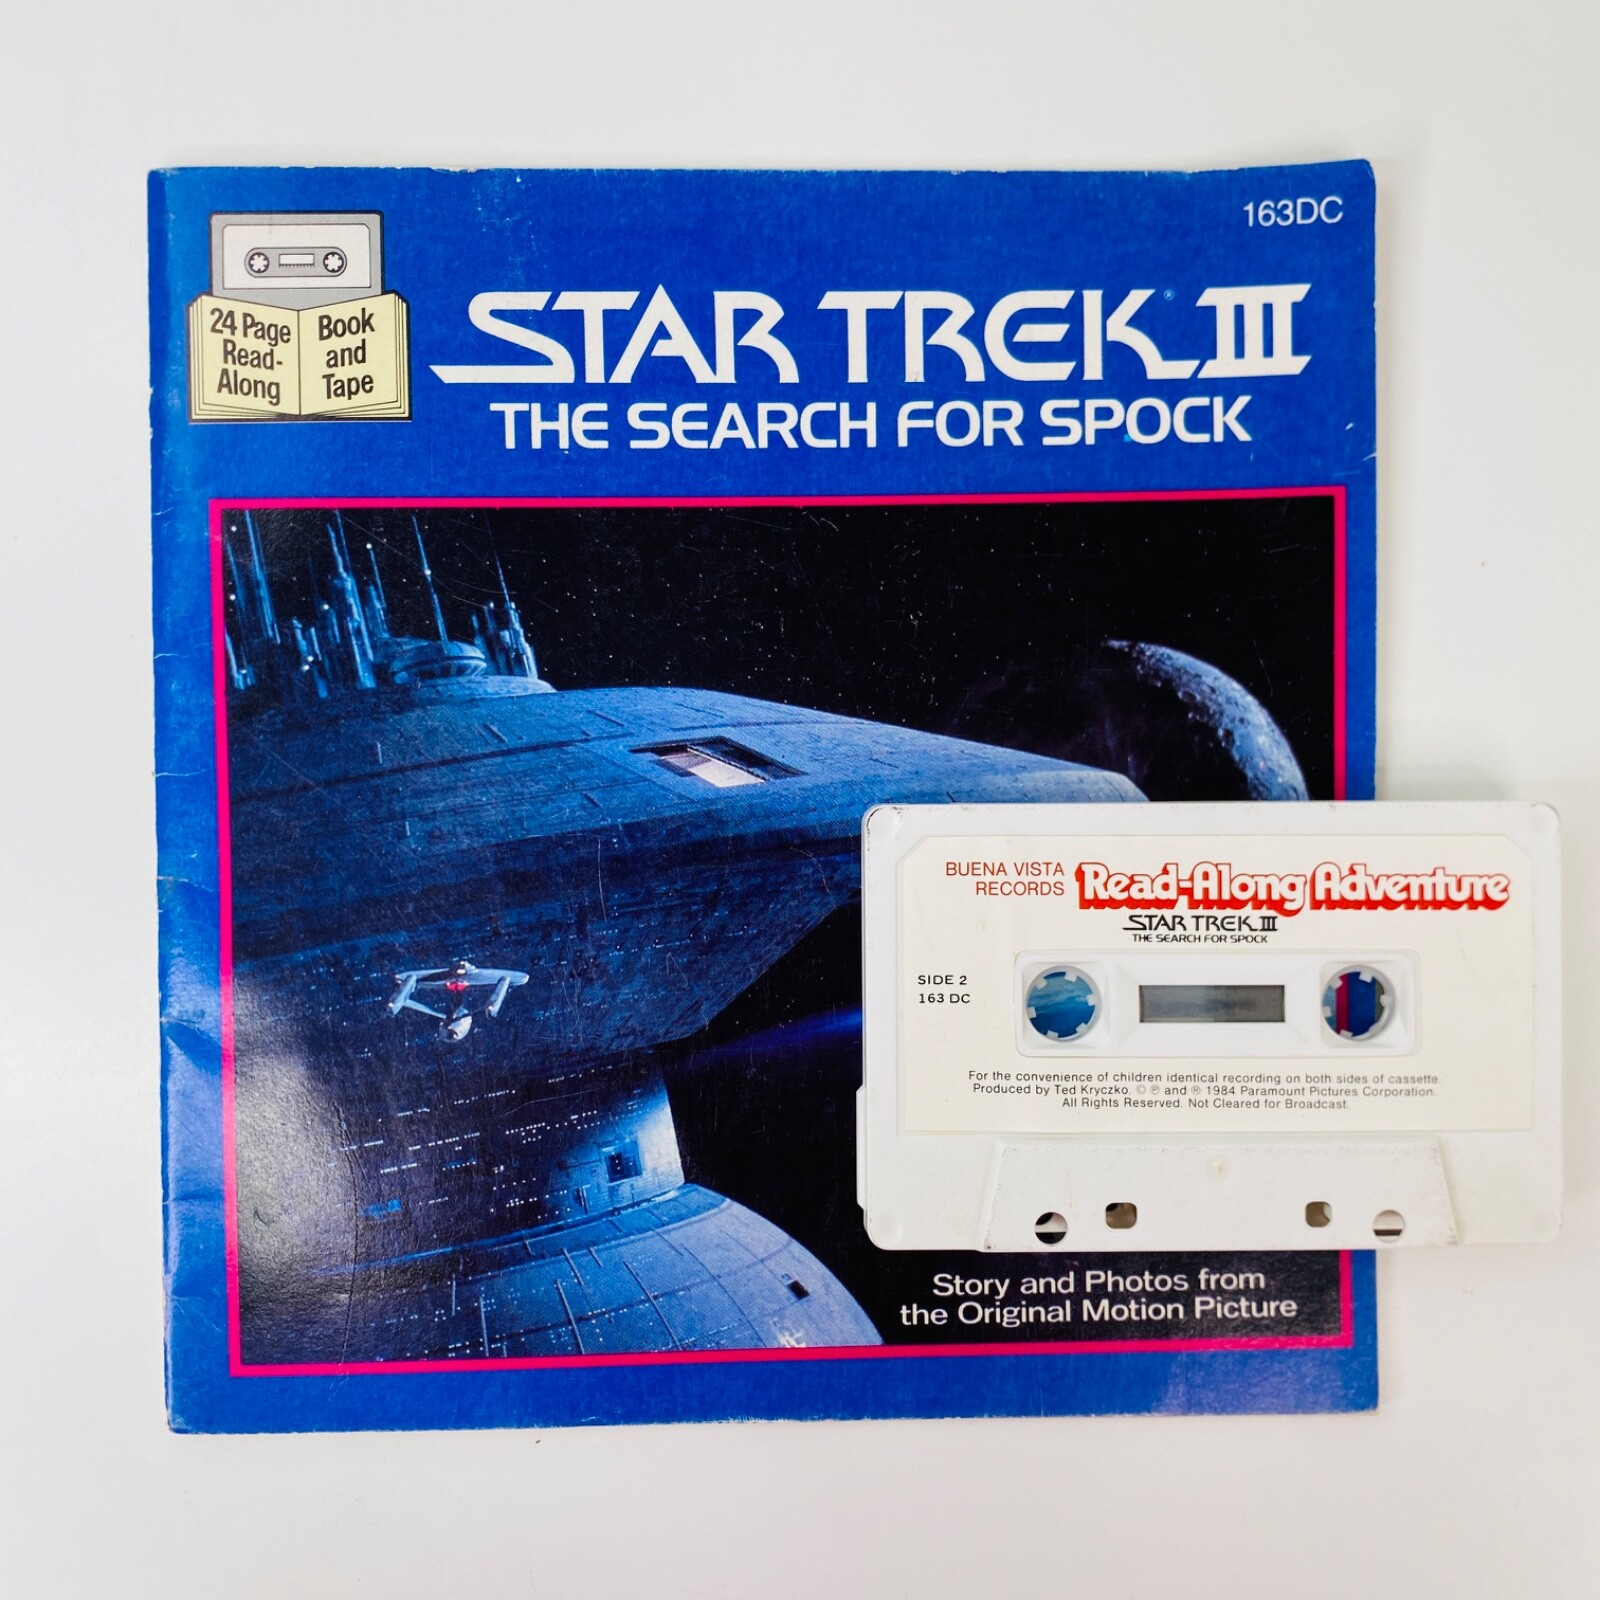 163DC
24 Page
Read-
Along
Book
and
Tape
STAR TREK® III
THE SEARCH FOR SPOCK
BUENA VISTA
RECORDS
Read-Along Adventure
STAR TREK III
THE SEARCH FOR SPOCK
SIDE 2
163 DC
For the convenience of children identical recording on both sides of cassette.
Produced by Ted Kryczko. © ℗ and ® 1984 Paramount Pictures Corporation.
All Rights Reserved. Not Cleared for Broadcast.
Story and Photos from
the Original Motion Picture